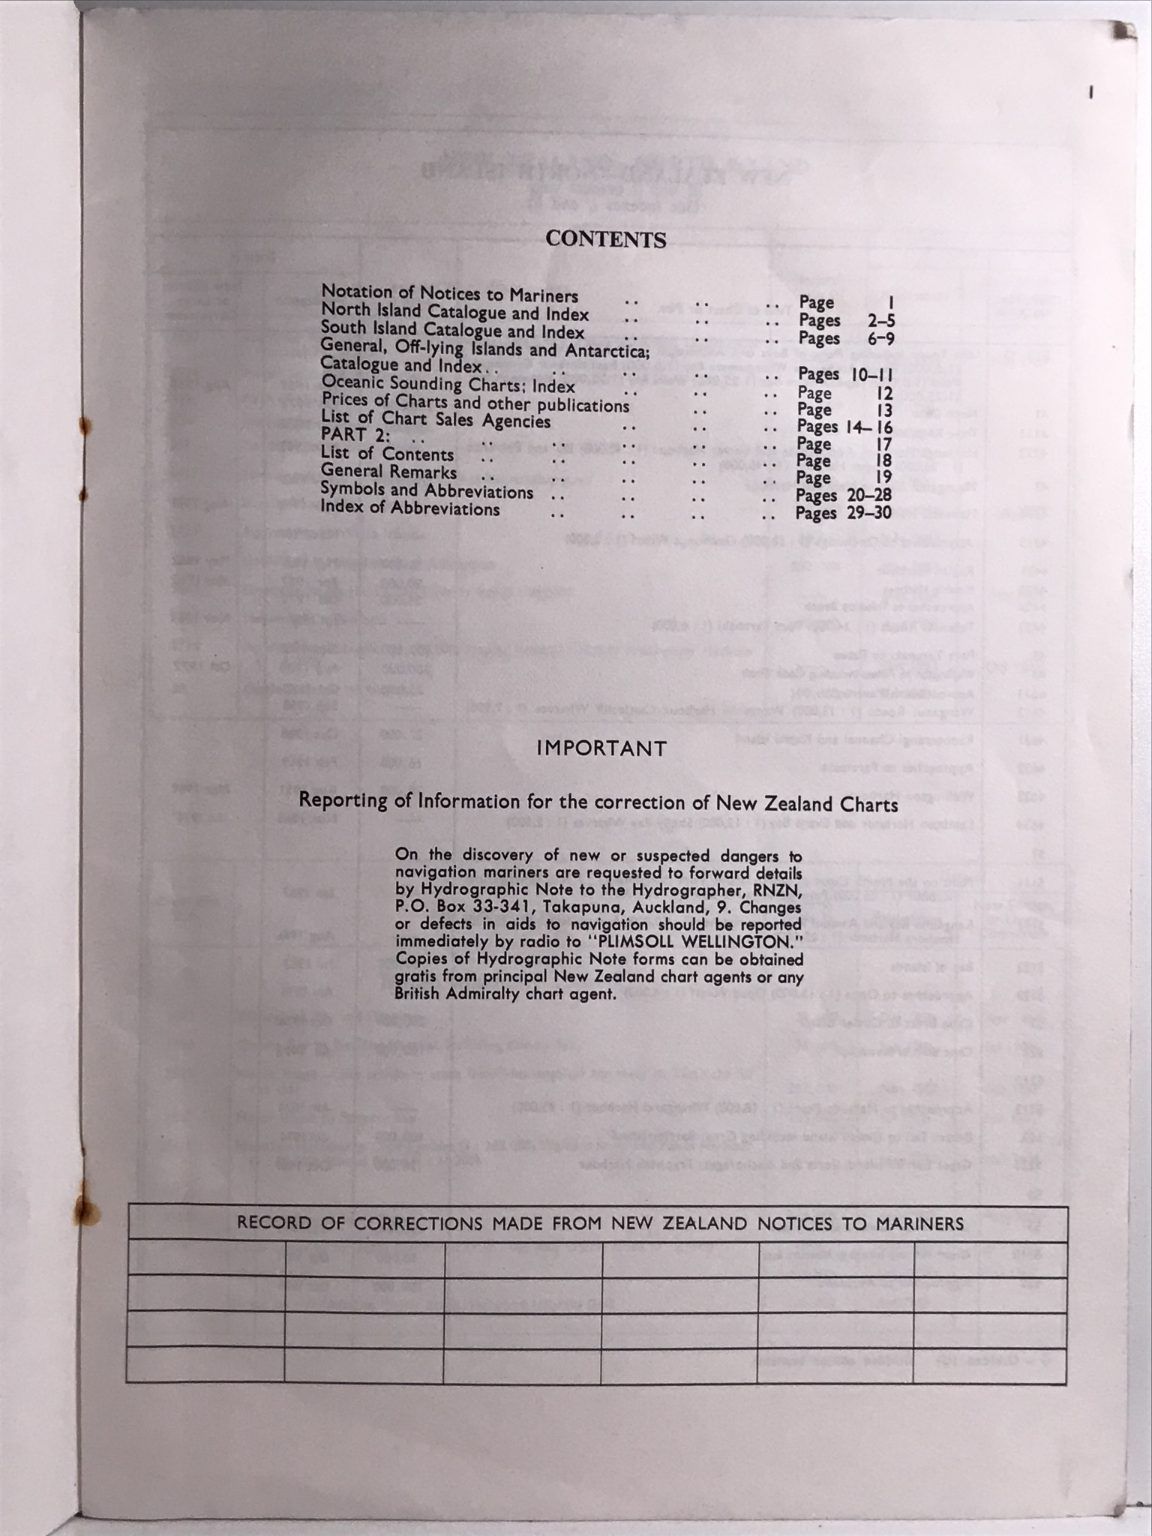 1
CONTENTS
Notation of Notices to Mariners .. .. .. Page 1
North Island Catalogue and Index .. .. .. Pages 2–5
South Island Catalogue and Index .. .. .. Pages 6–9
General, Off-lying Islands and Antarctica;
Catalogue and Index.. .. .. .. .. Pages 10–11
Oceanic Sounding Charts; Index .. .. .. Page 12
Prices of Charts and other publications .. .. Page 13
List of Chart Sales Agencies .. .. .. Pages 14–16
PART 2: .. .. .. .. .. Page 17
List of Contents .. .. .. .. .. Page 18
General Remarks .. .. .. .. .. Page 19
Symbols and Abbreviations .. .. .. .. Pages 20–28
Index of Abbreviations .. .. .. .. Pages 29–30
IMPORTANT
Reporting of Information for the correction of New Zealand Charts
On the discovery of new or suspected dangers to
navigation mariners are requested to forward details
by Hydrographic Note to the Hydrographer, RNZN,
P.O. Box 33-341, Takapuna, Auckland, 9. Changes
or defects in aids to navigation should be reported
immediately by radio to "PLIMSOLL WELLINGTON."
Copies of Hydrographic Note forms can be obtained
gratis from principal New Zealand chart agents or any
British Admiralty chart agent.
RECORD OF CORRECTIONS MADE FROM NEW ZEALAND NOTICES TO MARINERS